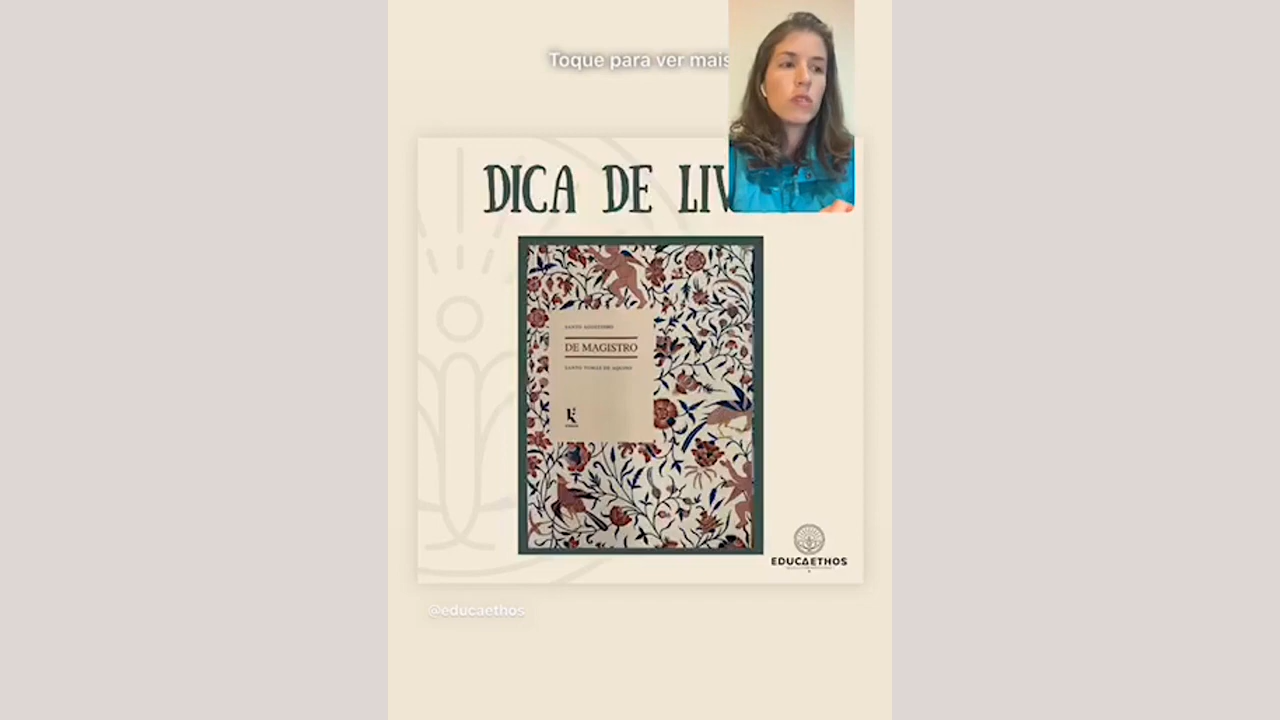 Toque para ver mais
DICA DE LIV
SANTO AGOSTINHO
DE MAGISTRO
SANTO TOMÁS DE AQUINO
EDUCAETHOS
@educaethos